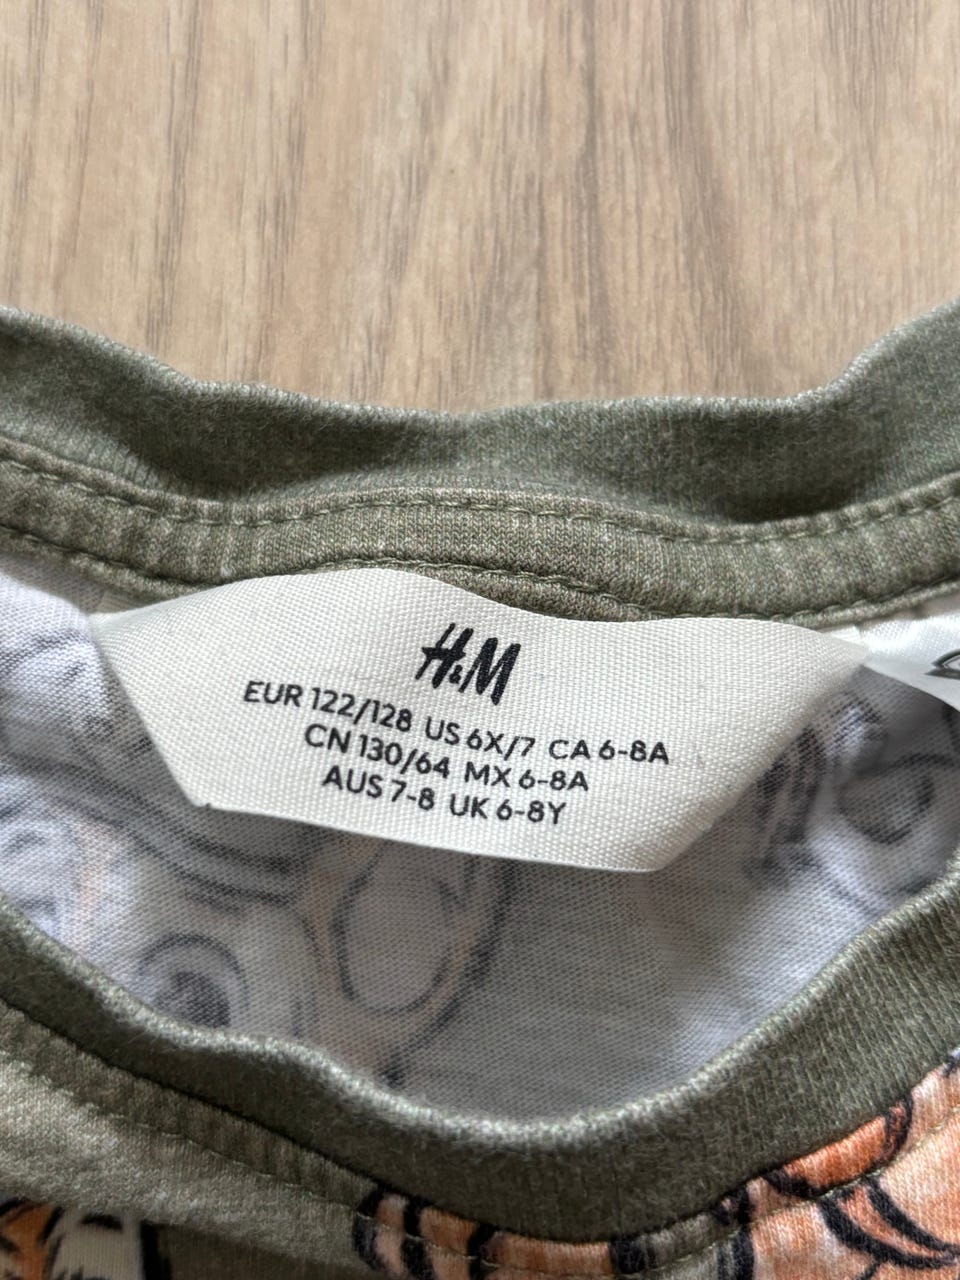 H&M
EUR 122/128 US 6X/7 CA 6-8A
CN 130/64 MX 6-8A
AUS 7-8 UK 6-8Y